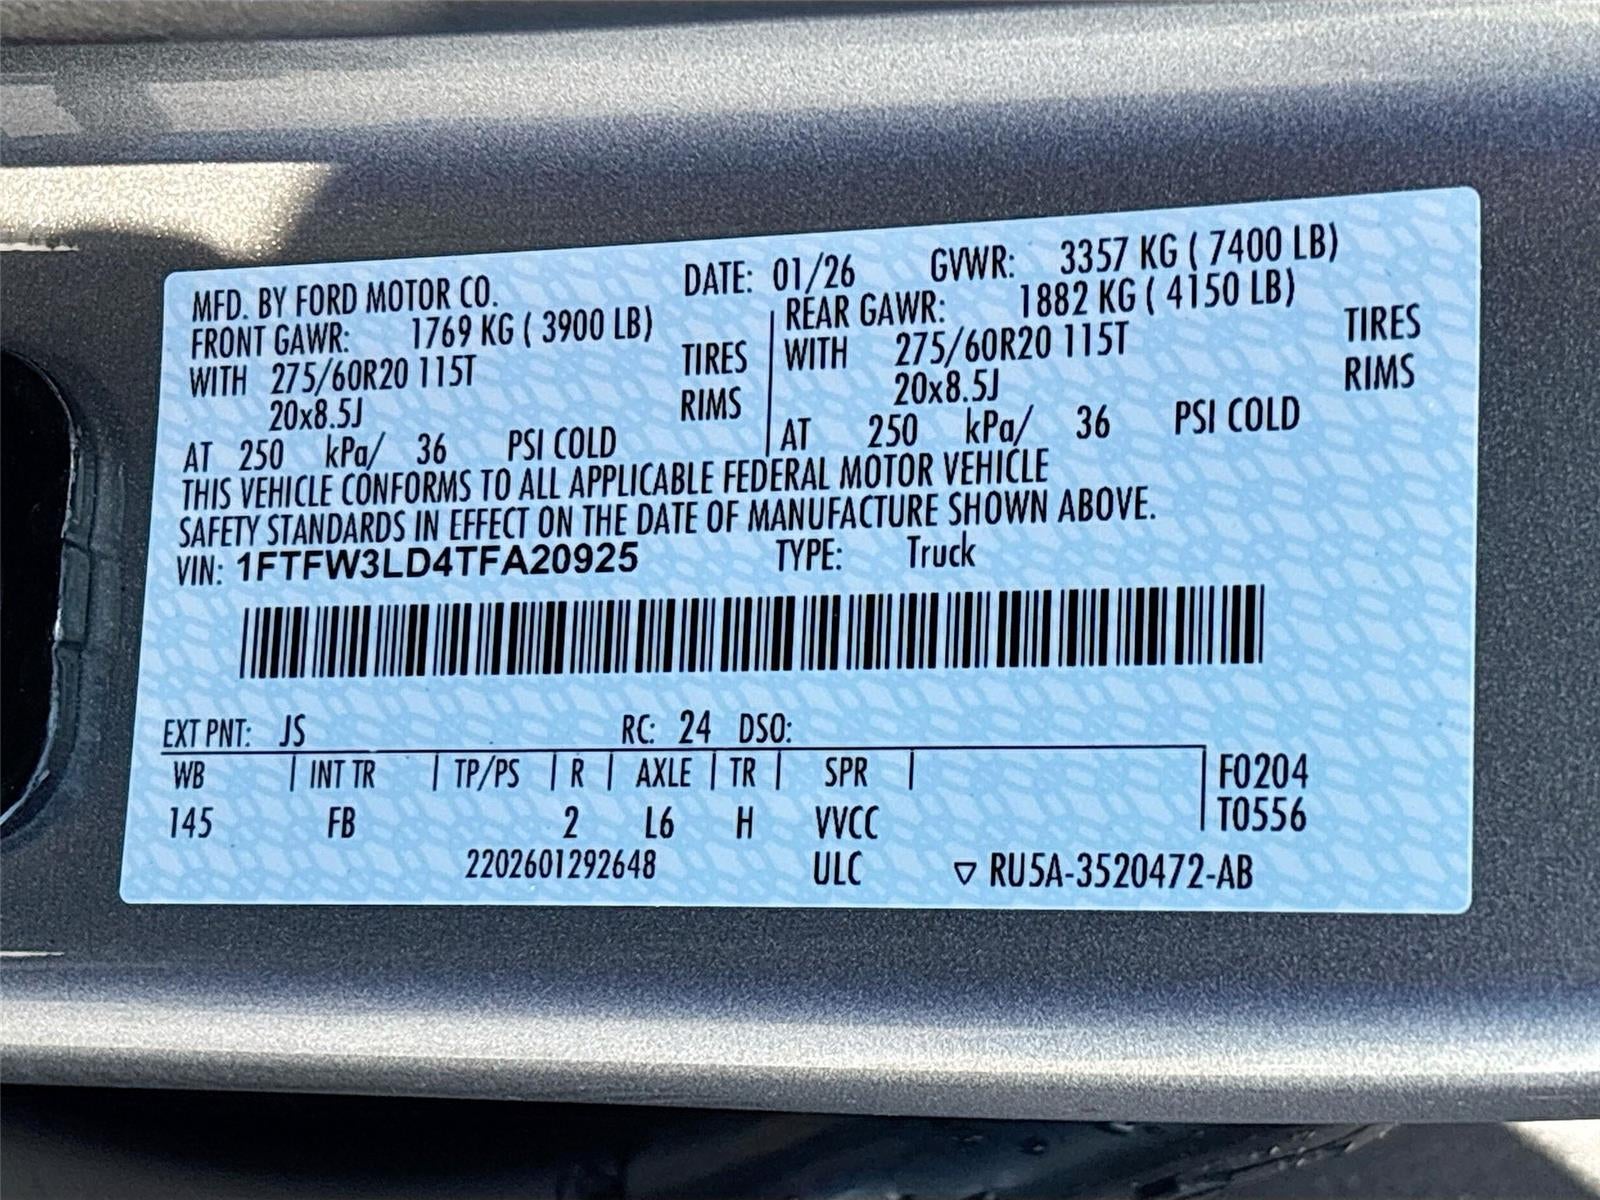 MFD. BY FORD MOTOR CO. DATE: 01/26 GVWR: 3357 KG ( 7400 LB)
FRONT GAWR: 1769 KG ( 3900 LB) REAR GAWR: 1882 KG ( 4150 LB)
WITH 275/60R20 115T TIRES WITH 275/60R20 115T TIRES
20x8.5J RIMS 20x8.5J RIMS
AT 250 kPa/ 36 PSI COLD AT 250 kPa/ 36 PSI COLD
THIS VEHICLE CONFORMS TO ALL APPLICABLE FEDERAL MOTOR VEHICLE
SAFETY STANDARDS IN EFFECT ON THE DATE OF MANUFACTURE SHOWN ABOVE.
VIN: 1FTFW3LD4TFA20925 TYPE: Truck
EXT PNT: JS RC: 24 DSO:
WB INT TR TP/PS R AXLE TR SPR F0204
145 FB 2 L6 H VVCC T0556
2202601292648 ULC ▽ RU5A-3520472-AB